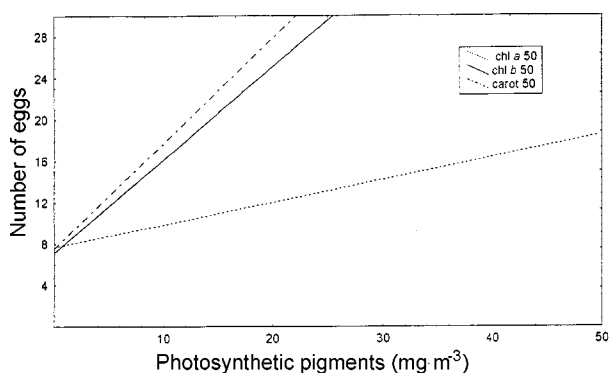 28
24
20
16
12
8
4
Number of eggs
chl a 50
chl b 50
carot 50
10
20
30
40
50
Photosynthetic pigments (mg·m-³)